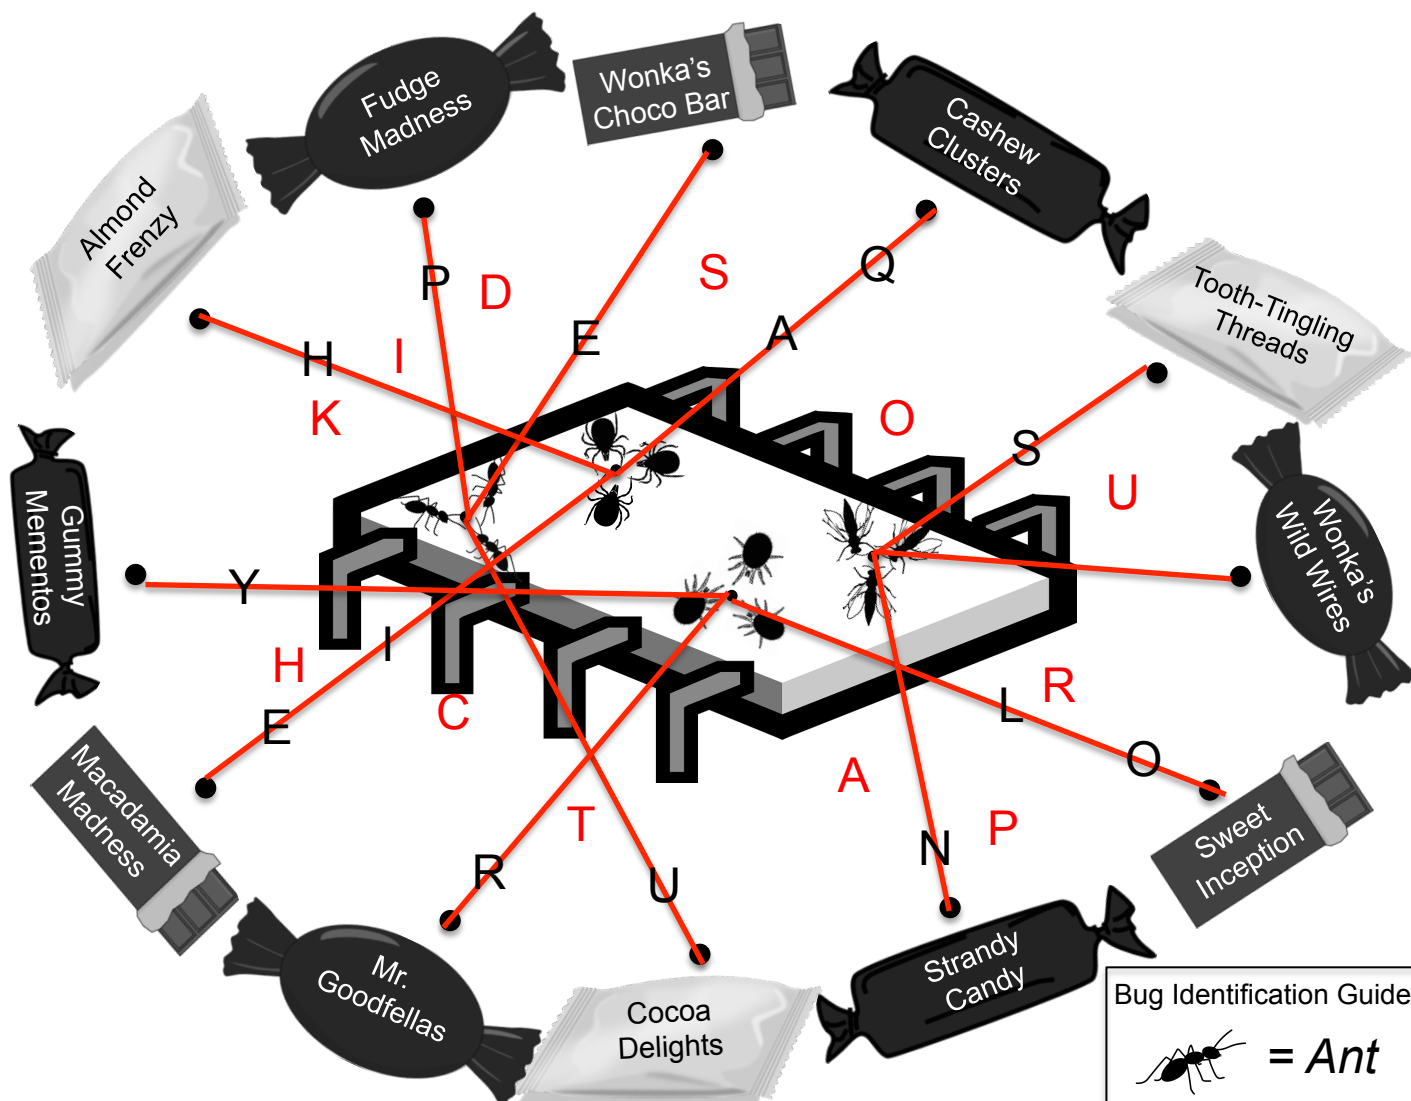 Fudge
Madness
Wonka's
Choco Bar
Cashew
Clusters
Almond
Frenzy
Tooth-Tingling
Threads
P
D
S
Q
E
A
H
I
K
O
S
U
Gummy
Mementos
Wonka's
Wild Wires
Y
I
H
E
C
R
L
O
A
T
P
N
R
U
Macadamia
Madness
Sweet
Inception
Mr.
Goodfellas
Cocoa
Delights
Strandy
Candy
Bug Identification Guide
= Ant